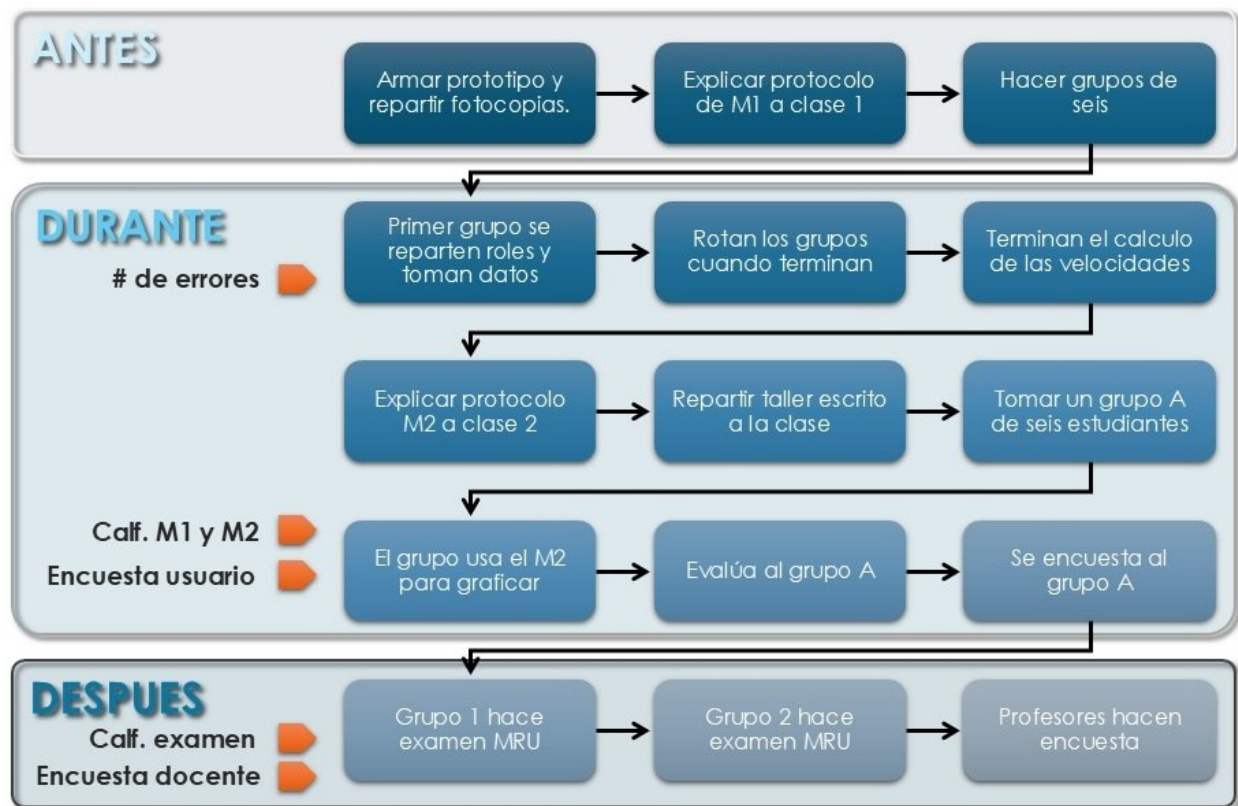 ANTES
Armar prototipo y
repartir fotocopias.
Explicar protocolo
de M1 a clase 1
Hacer grupos de
seis
DURANTE
# de errores
Primer grupo se
reparten roles y
toman datos
Rotan los grupos
cuando terminan
Terminan el calculo
de las velocidades
Explicar protocolo
M2 a clase 2
Repartir taller escrito
a la clase
Tomar un grupo A
de seis estudiantes
Calf. M1 y M2
Encuesta usuario
El grupo usa el M2
para graficar
Evalúa al grupo A
Se encuesta al
grupo A
DESPUES
Calf. examen
Encuesta docente
Grupo 1 hace
examen MRU
Grupo 2 hace
examen MRU
Profesores hacen
encuesta